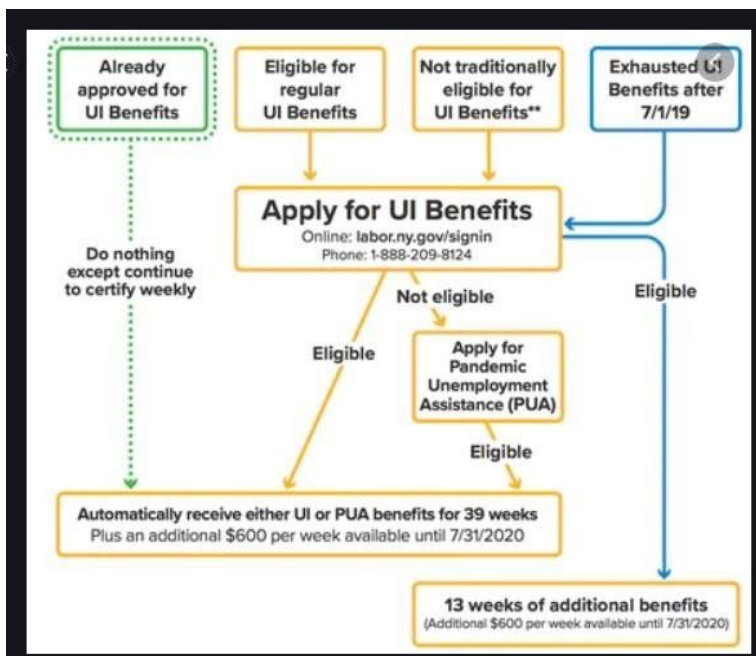 Already
approved for
UI Benefits
Eligible for
regular
UI Benefits
Not traditionally
eligible for
UI Benefits**
Exhausted UI
Benefits after
7/1/19
Apply for UI Benefits
Online: labor.ny.gov/signin
Phone: 1-888-209-8124
Do nothing
except continue
to certify weekly
Not eligible
Eligible
Eligible
Apply for
Pandemic
Unemployment
Assistance (PUA)
Eligible
Automatically receive either UI or PUA benefits for 39 weeks
Plus an additional $600 per week available until 7/31/2020
13 weeks of additional benefits
(Additional $600 per week available until 7/31/2020)